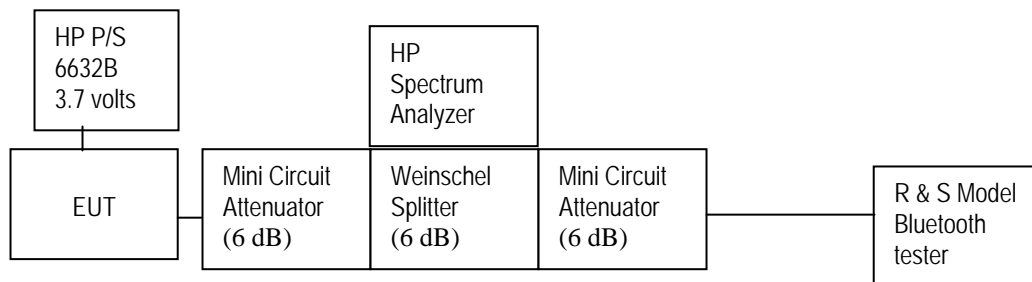 HP P/S
6632B
3.7 volts
HP
Spectrum
Analyzer
EUT
Mini Circuit
Attenuator
(6 dB)
Weinschel
Splitter
(6 dB)
Mini Circuit
Attenuator
(6 dB)
R & S Model
Bluetooth
tester